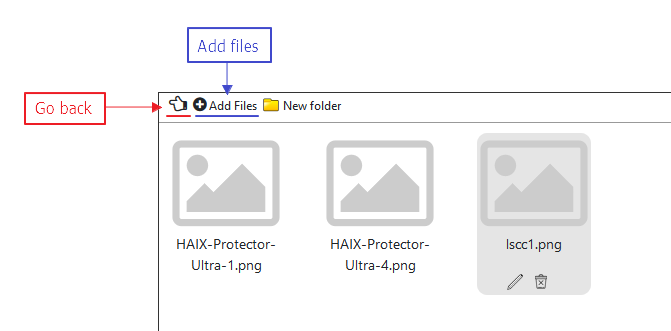 Add files
Go back
Add Files
New folder
HAIX-Protector-
Ultra-1.png
HAIX-Protector-
Ultra-4.png
lscc1.png